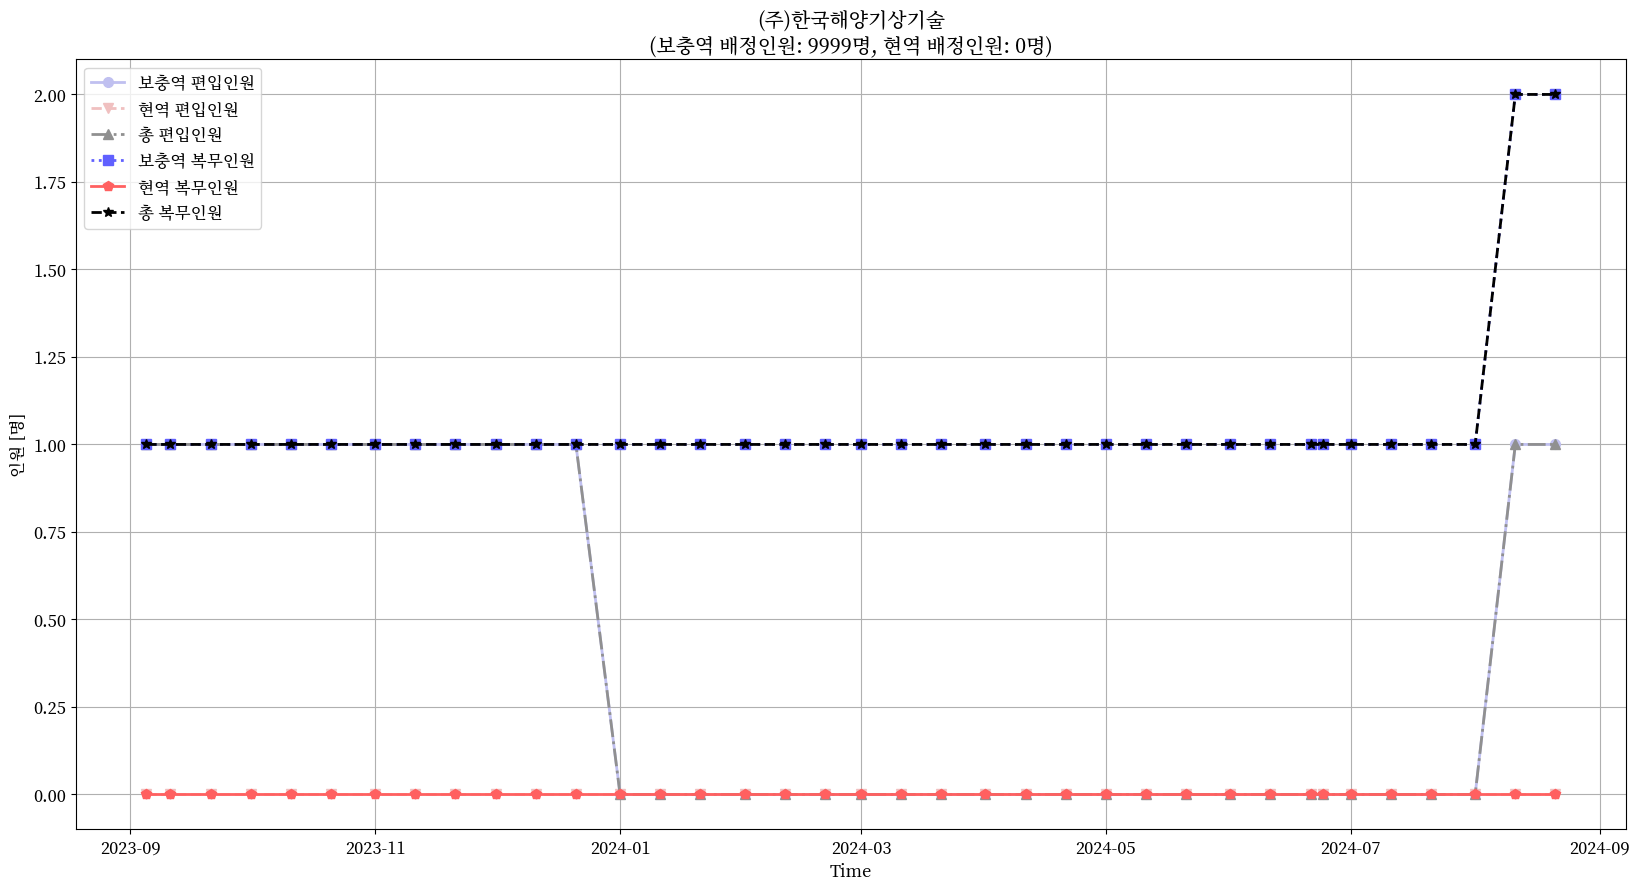 (주)한국해양기상기술
(보충역 배정인원: 9999명, 현역 배정인원: 0명)
보충역 편입인원
현역 편입인원
총 편입인원
보충역 복무인원
현역 복무인원
총 복무인원
2.00
1.75
1.50
1.25
1.00
0.75
0.50
0.25
0.00
인원 [명]
2023-09
2023-11
2024-01
2024-03
2024-05
2024-07
2024-09
Time